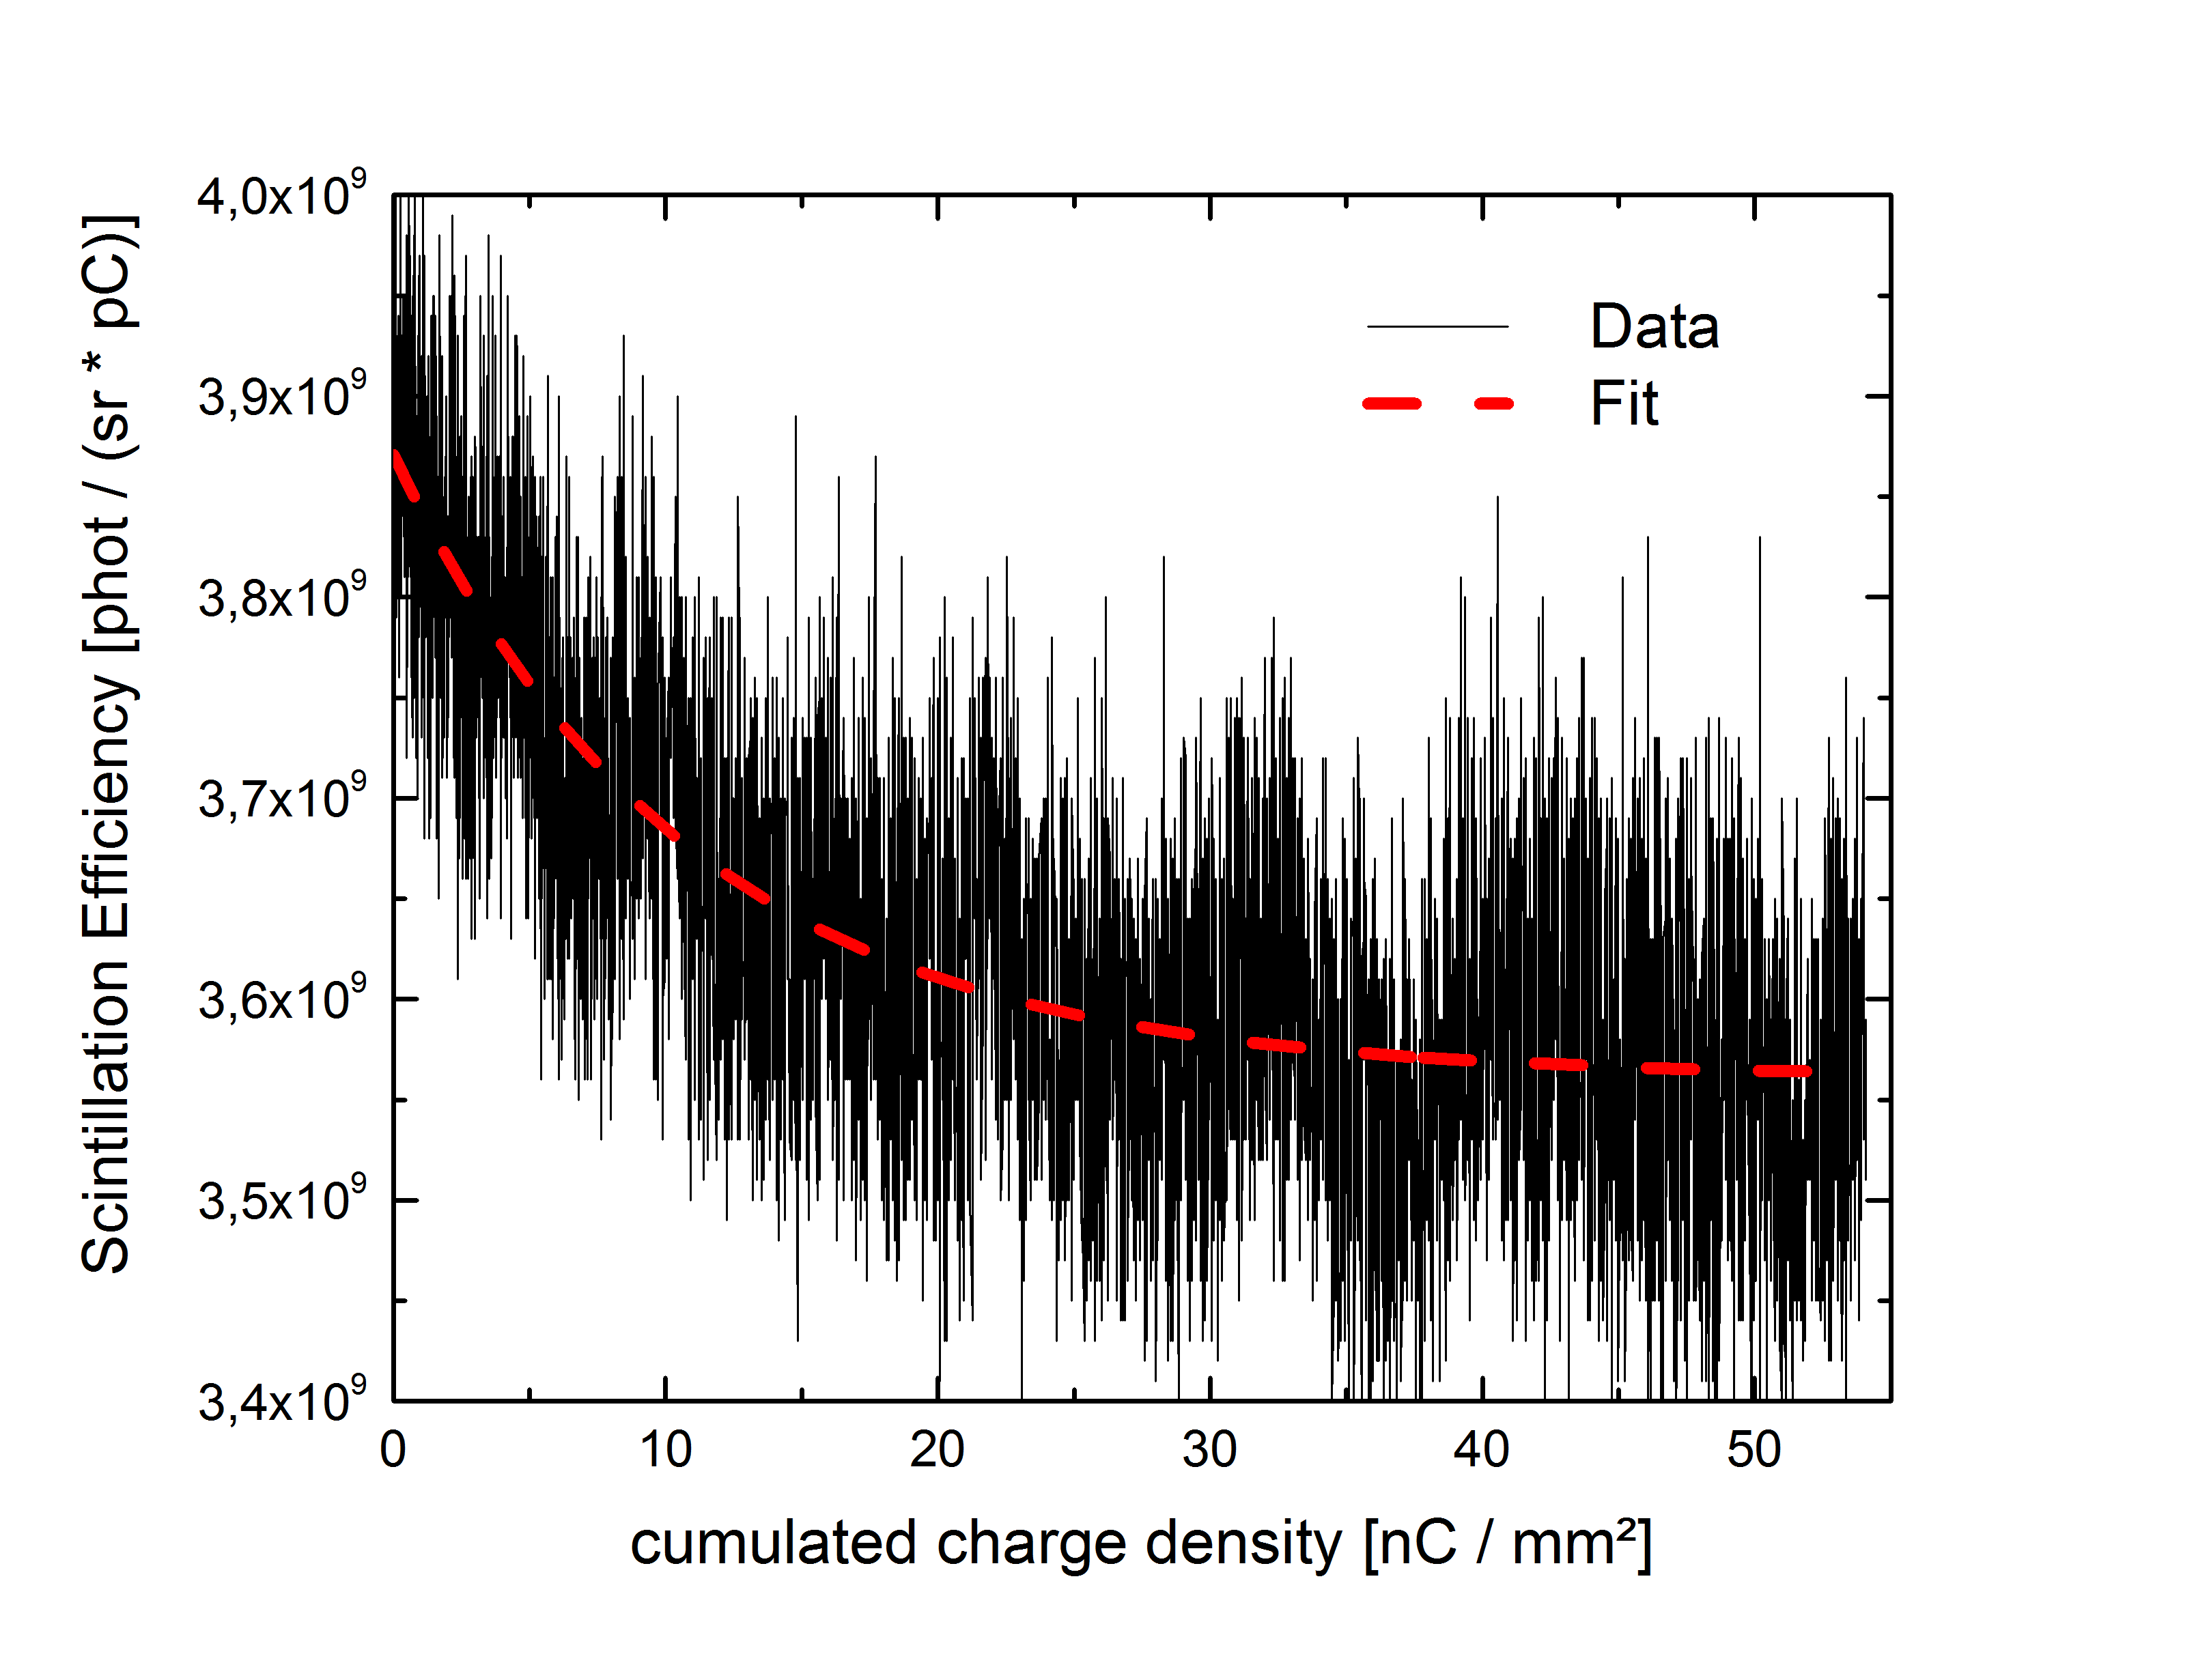 Scintillation Efficiency [phot / (sr * pC)]
4,0x10⁹
3,9x10⁹
3,8x10⁹
3,7x10⁹
3,6x10⁹
3,5x10⁹
3,4x10⁹
Data
Fit
0 10 20 30 40 50
cumulated charge density [nC / mm²]